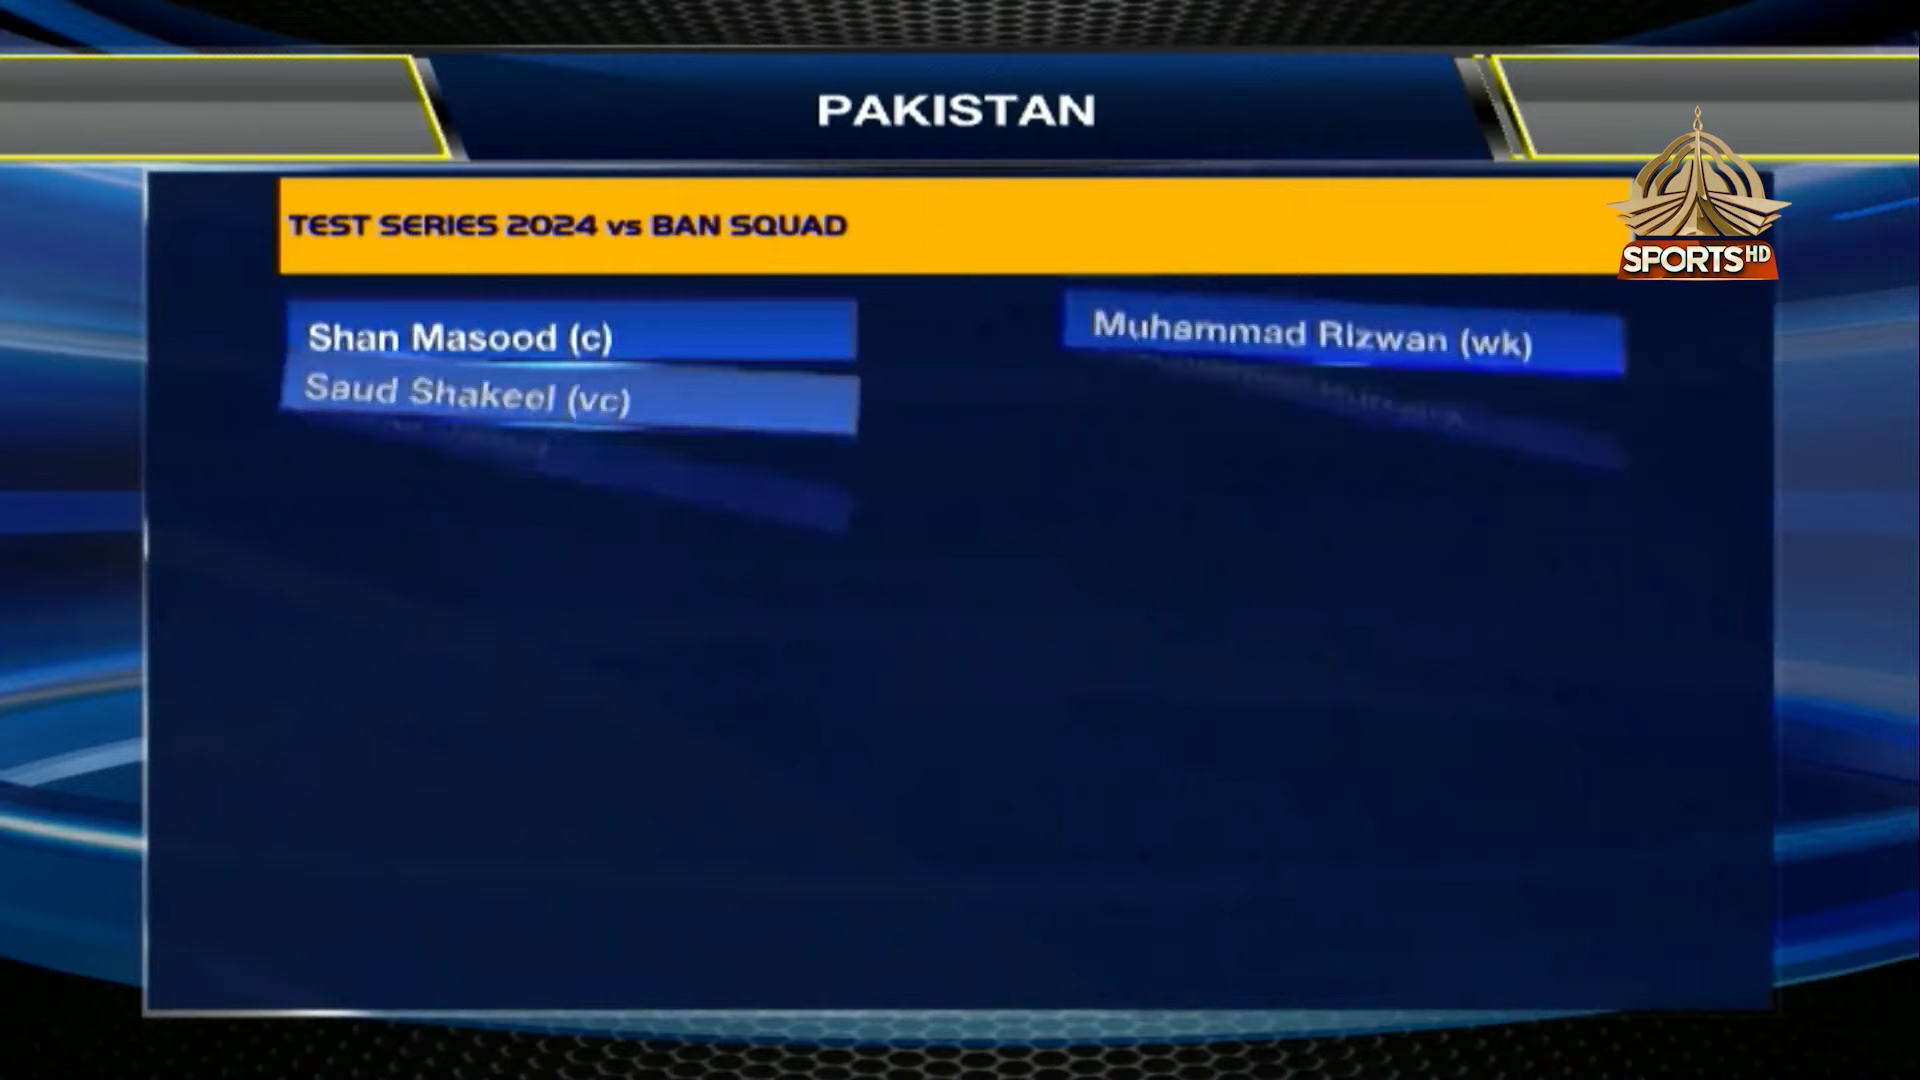 PAKISTAN
TEST SERIES 2024 vs BAN SQUAD
SPORTS HD
Shan Masood (c)
Muhammad Rizwan (wk)
Saud Shakeel (vc)